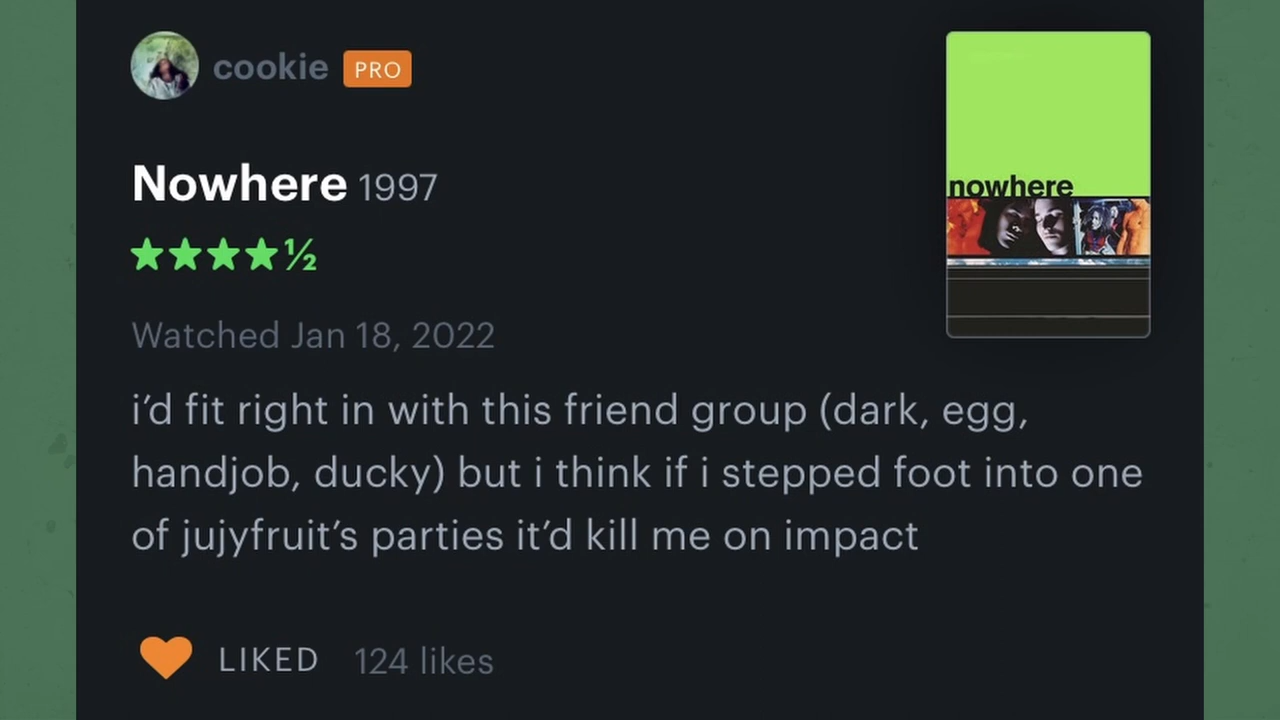 cookie PRO
Nowhere 1997
nowhere
★★★★½
Watched Jan 18, 2022
i’d fit right in with this friend group (dark, egg,
handjob, ducky) but i think if i stepped foot into one
of jujyfruit’s parties it’d kill me on impact
LIKED 124 likes